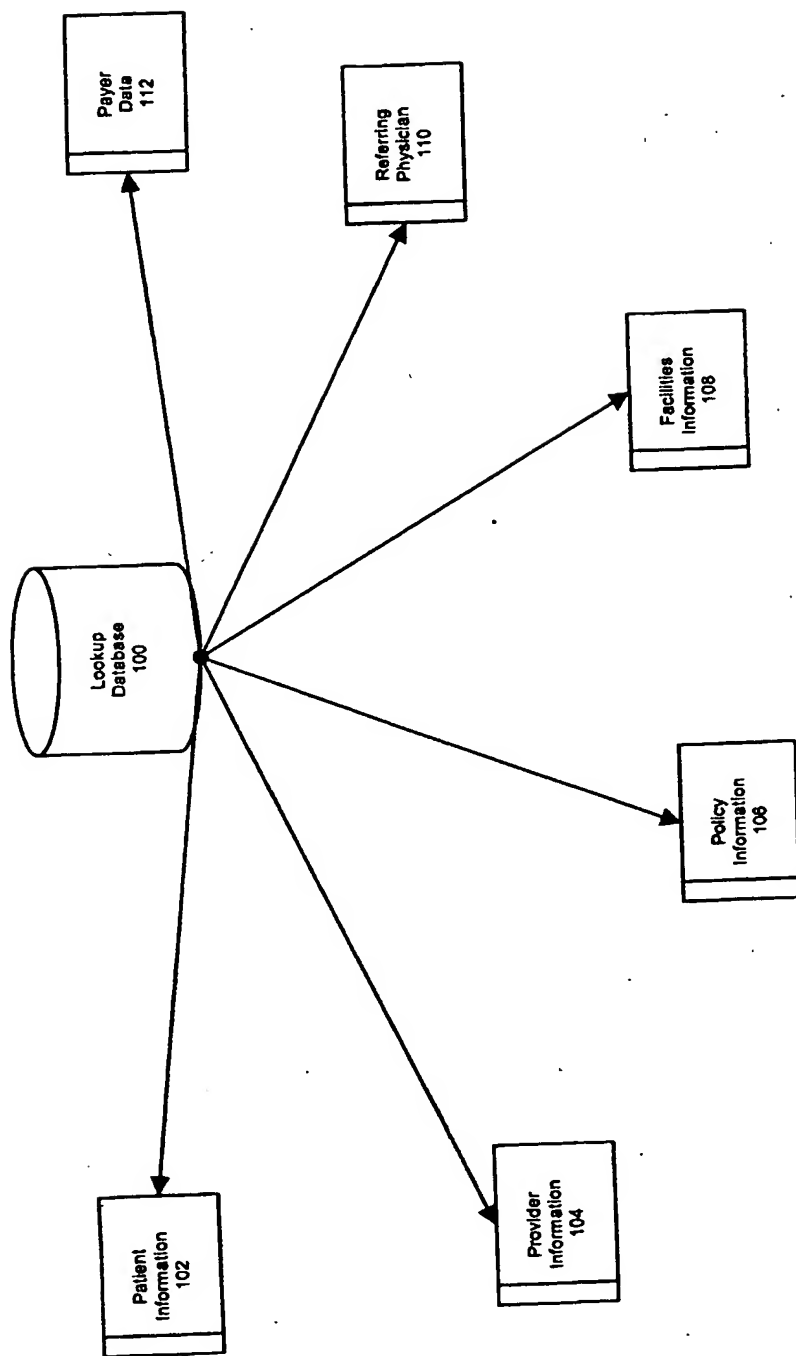 Lookup
Database
100
Patient
Information
102
Provider
Information
104
Policy
Information
106
Facilities
Information
108
Referring
Physician
110
Payer
Data
112